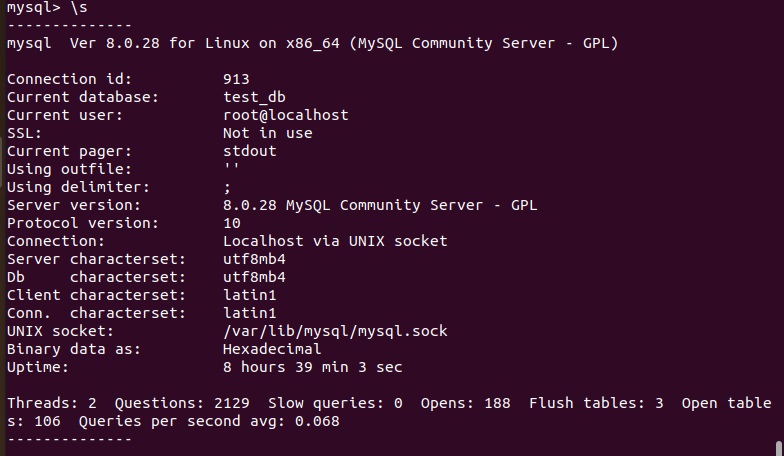 mysql> \s
--------------
mysql  Ver 8.0.28 for Linux on x86_64 (MySQL Community Server - GPL)

Connection id:          913
Current database:       test_db
Current user:           root@localhost
SSL:                    Not in use
Current pager:          stdout
Using outfile:          ''
Using delimiter:        ;
Server version:         8.0.28 MySQL Community Server - GPL
Protocol version:       10
Connection:             Localhost via UNIX socket
Server characterset:    utf8mb4
Db     characterset:    utf8mb4
Client characterset:    latin1
Conn.  characterset:    latin1
UNIX socket:            /var/lib/mysql/mysql.sock
Binary data as:         Hexadecimal
Uptime:                 8 hours 39 min 3 sec

Threads: 2  Questions: 2129  Slow queries: 0  Opens: 188  Flush tables: 3  Open table
s: 106  Queries per second avg: 0.068
--------------